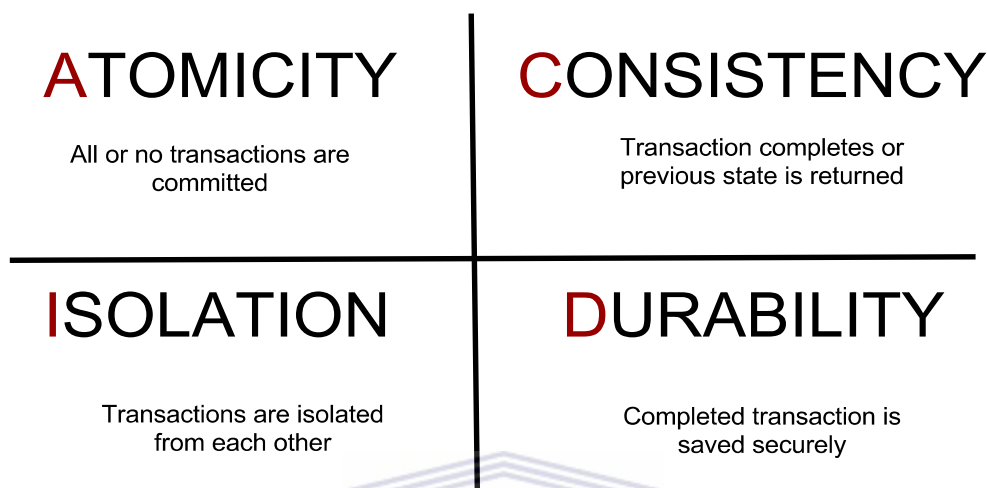 ATOMICITY
All or no transactions are
committed
CONSISTENCY
Transaction completes or
previous state is returned
ISOLATION
Transactions are isolated
from each other
DURABILITY
Completed transaction is
saved securely